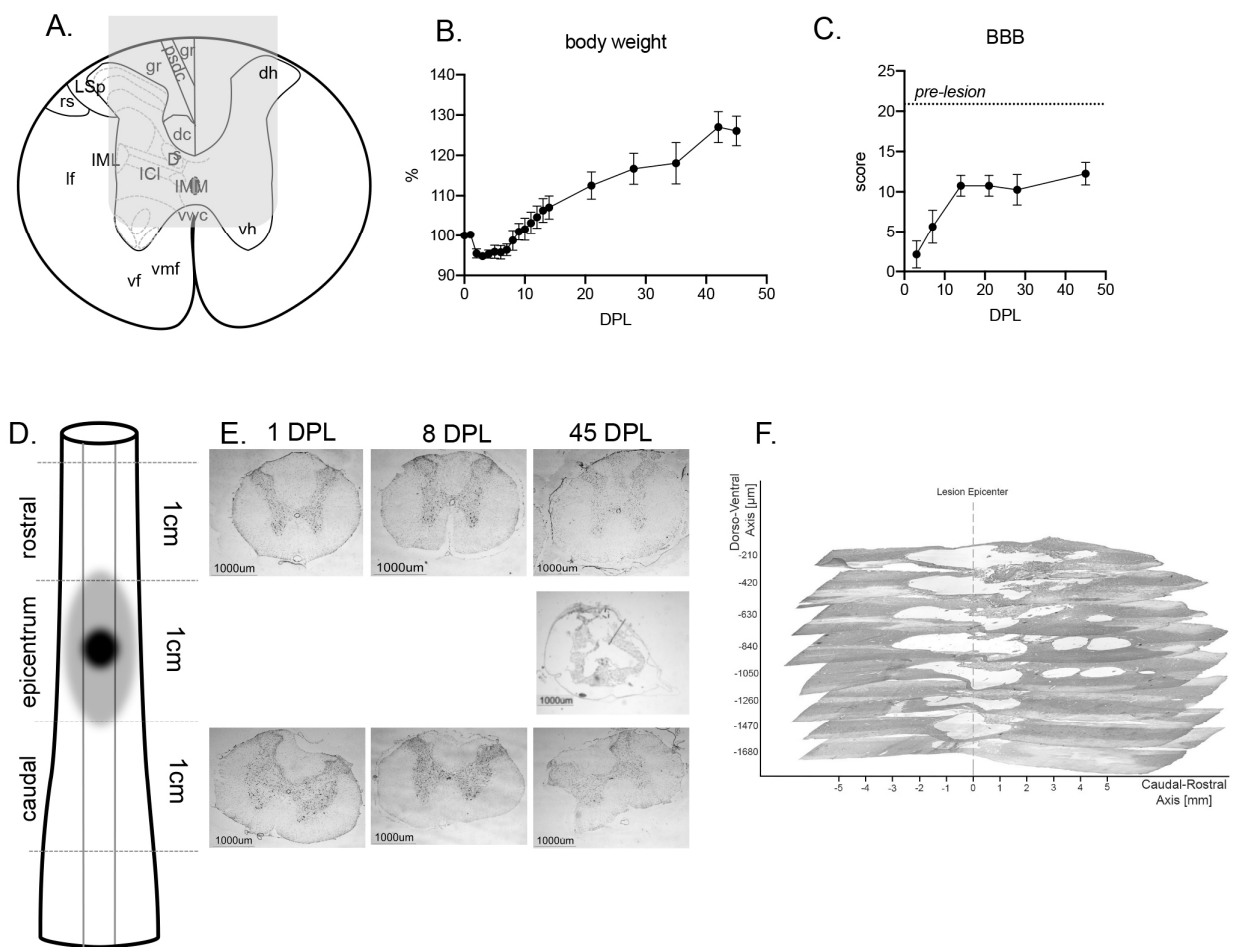 A.
gr
psdc
gr
dh
LSp
rs
dc
IML
D
s
ICl
IMM
lf
vwc
vh
vmf
vf
B.
body weight
140
130
120
110
100
90
%
0
10
20
30
40
50
DPL
C.
BBB
25
20
15
10
5
0
pre-lesion
score
0
10
20
30
40
50
DPL
D.
rostral
1cm
epicentrum
1cm
caudal
1cm
E.
1 DPL
8 DPL
45 DPL
1000um
1000um
1000um
1000um
1000um
1000um
1000um
F.
Lesion Epicenter
Dorso-Ventral
Axis [µm]
-210
-420
-630
-840
-1050
-1260
-1470
-1680
-5
-4
-3
-2
-1
0
1
2
3
4
5
Caudal-Rostral
Axis [mm]